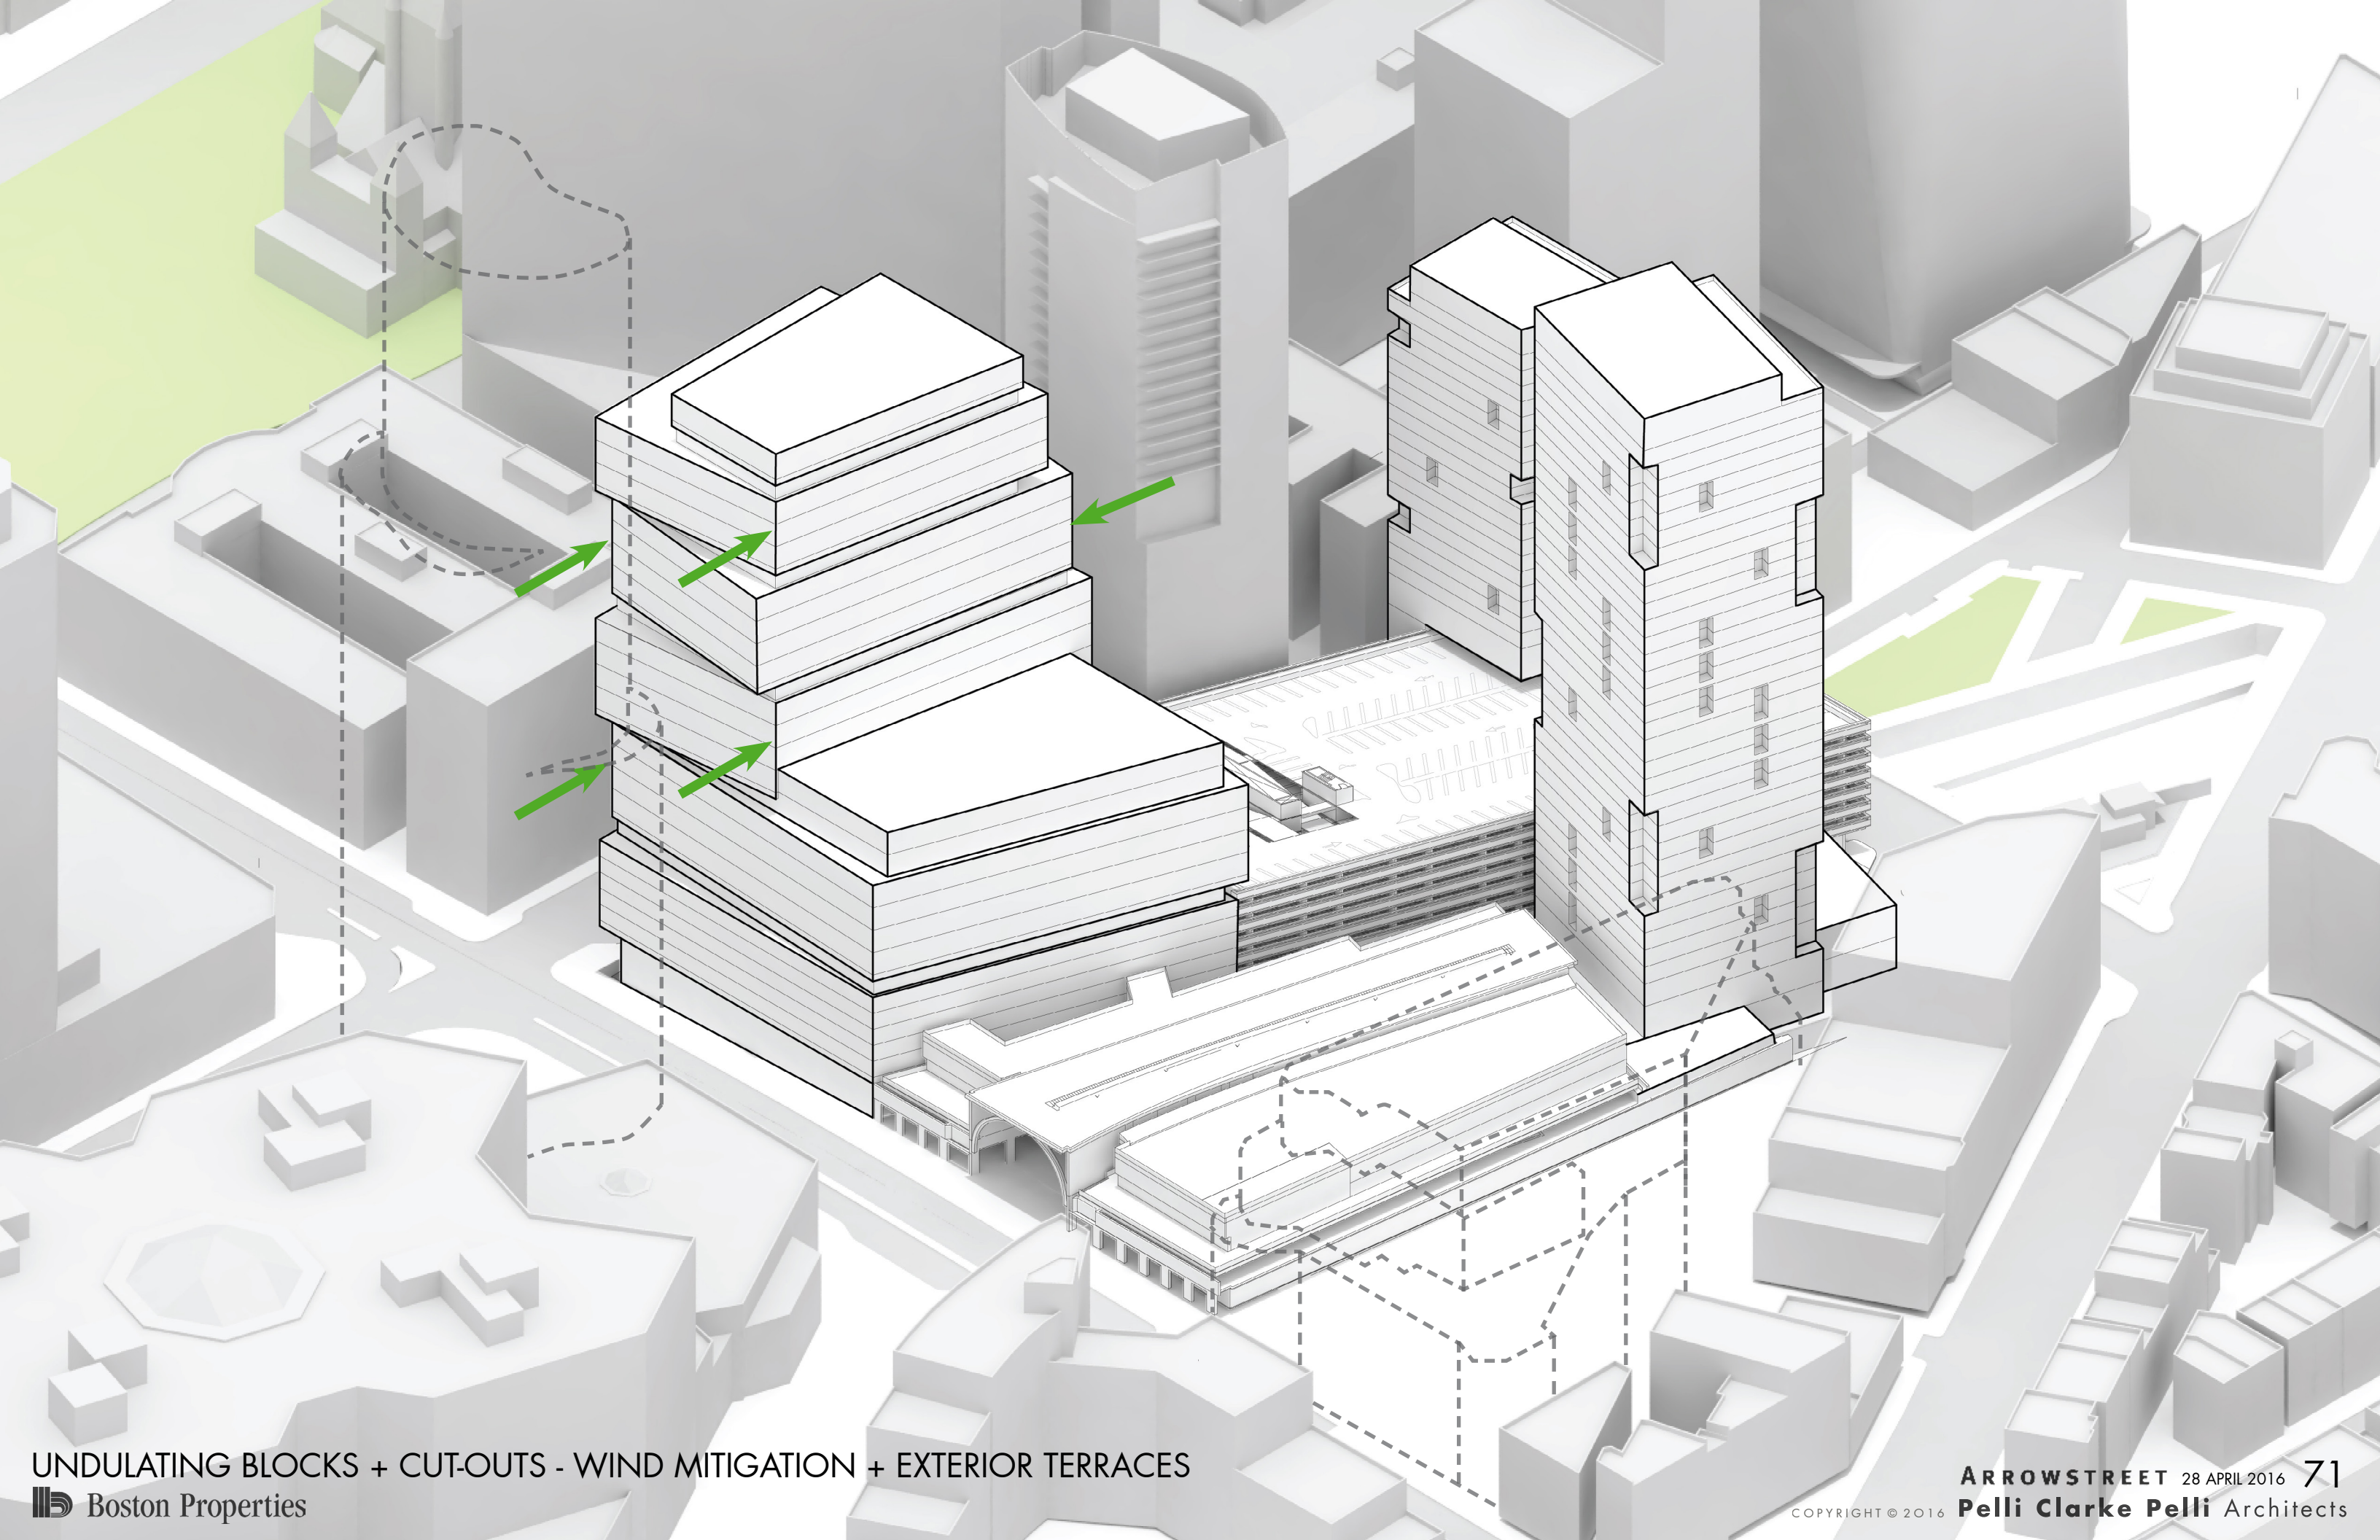 UNDULATING BLOCKS + CUT-OUTS - WIND MITIGATION + EXTERIOR TERRACES
Boston Properties
ARROWSTREET 28 APRIL 2016 71
COPYRIGHT © 2016 Pelli Clarke Pelli Architects